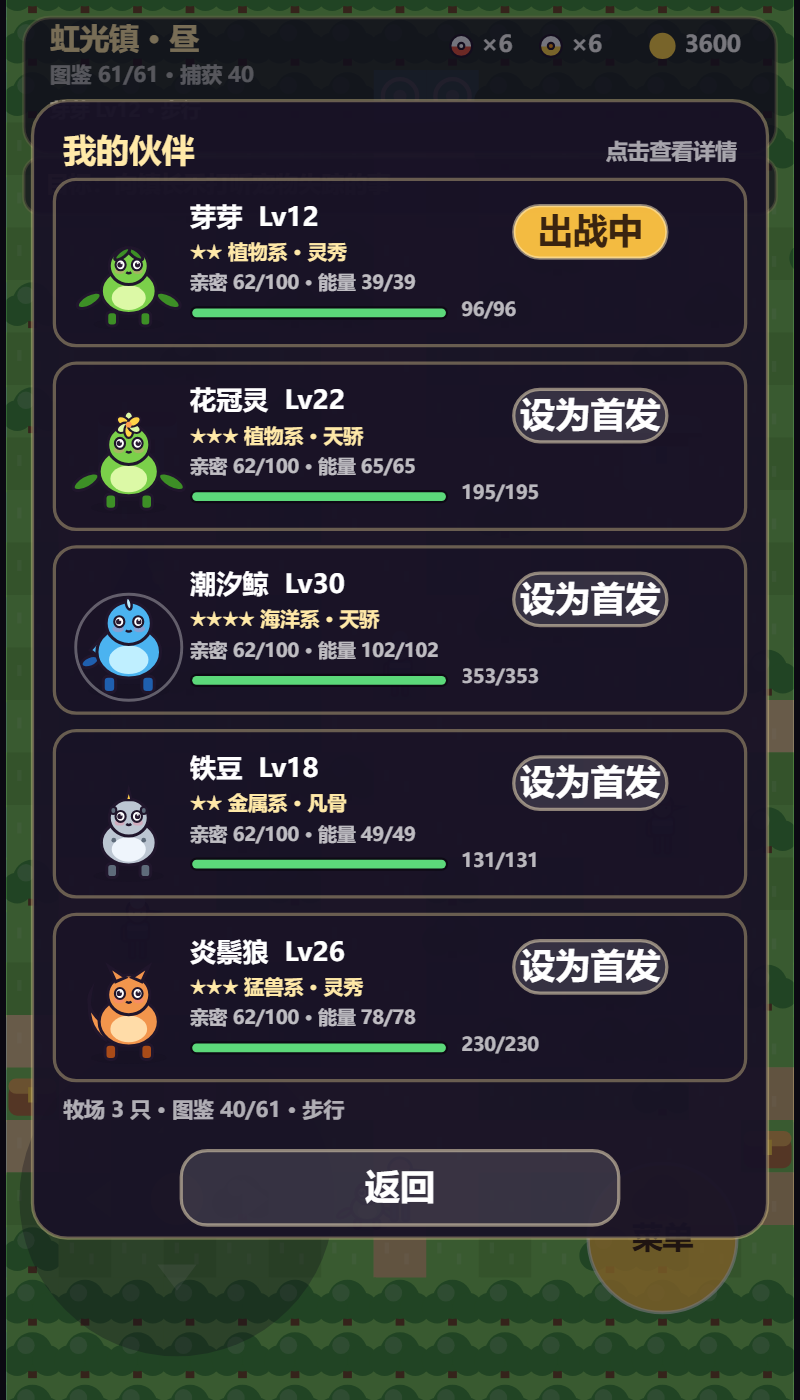 虹光镇 • 昼
×6 ×6 3600
图鉴 61/61 • 捕获 40
芽芽 Lv12 • 步行
我的伙伴
点击查看详情
芽芽 Lv12
出战中
★★ 植物系 • 灵秀
亲密 62/100 • 能量 39/39
96/96
花冠灵 Lv22
设为首发
★★★ 植物系 • 天骄
亲密 62/100 • 能量 65/65
195/195
潮汐鲸 Lv30
设为首发
★★★★ 海洋系 • 天骄
亲密 62/100 • 能量 102/102
353/353
铁豆 Lv18
设为首发
★★ 金属系 • 凡骨
亲密 62/100 • 能量 49/49
131/131
炎鬃狼 Lv26
设为首发
★★★ 猛兽系 • 灵秀
亲密 62/100 • 能量 78/78
230/230
牧场 3 只 • 图鉴 40/61 • 步行
返回
菜单